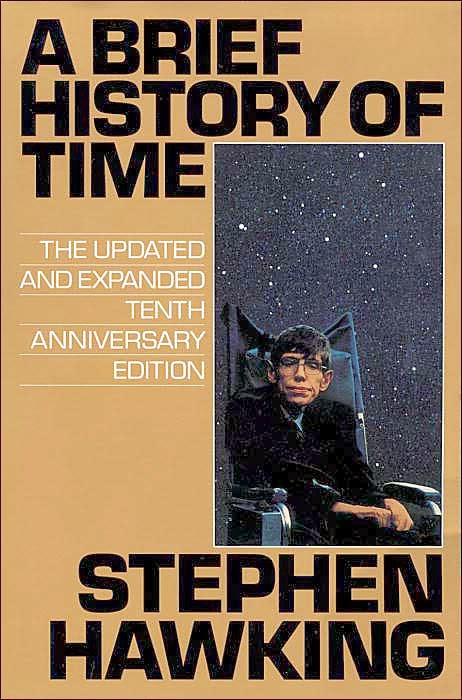 A BRIEF
HISTORY OF
TIME
THE UPDATED
AND EXPANDED
TENTH
ANNIVERSARY
EDITION
STEPHEN
HAWKING